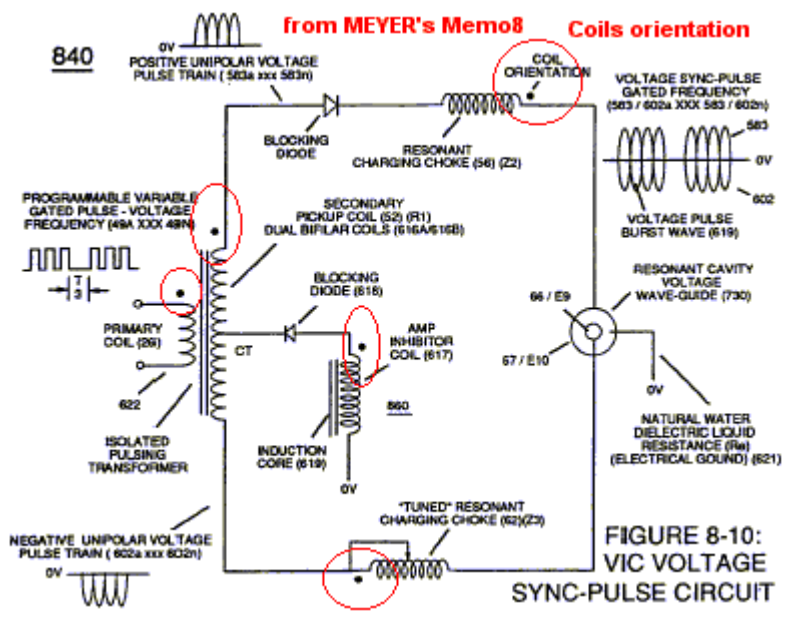 from MEYER's Memo8
Coils orientation
840
0V
POSITIVE UNIPOLAR VOLTAGE
PULSE TRAIN ( 583a xxx 583n)
COIL
ORIENTATION
VOLTAGE SYNC-PULSE
GATED FREQUENCY
(583 / 602a XXX 583 / 602n)
583
0V
602
VOLTAGE PULSE
BURST WAVE (619)
BLOCKING
DIODE
RESONANT
CHARGING CHOKE (56) (Z2)
PROGRAMMABLE VARIABLE
GATED PULSE - VOLTAGE
FREQUENCY (49A XXX 49N)
T
3
SECONDARY
PICKUP COIL (52) (R1)
DUAL BIFILAR COILS (616A/616B)
BLOCKING
DIODE (618)
RESONANT CAVITY
VOLTAGE
WAVE-GUIDE (730)
66 / E9
67 / E10
PRIMARY
COIL (26)
CT
AMP
INHIBITOR
COIL (617)
622
860
0V
ISOLATED
PULSING
TRANSFORMER
INDUCTION
CORE (619)
0V
NATURAL WATER
DIELECTRIC LIQUID
RESISTANCE (Re)
(ELECTRICAL GOUND) (621)
"TUNED" RESONANT
CHARGING CHOKE (62)(Z3)
NEGATIVE UNIPOLAR VOLTAGE
PULSE TRAIN ( 602a xxx 602n)
0V
FIGURE 8-10:
VIC VOLTAGE
SYNC-PULSE CIRCUIT